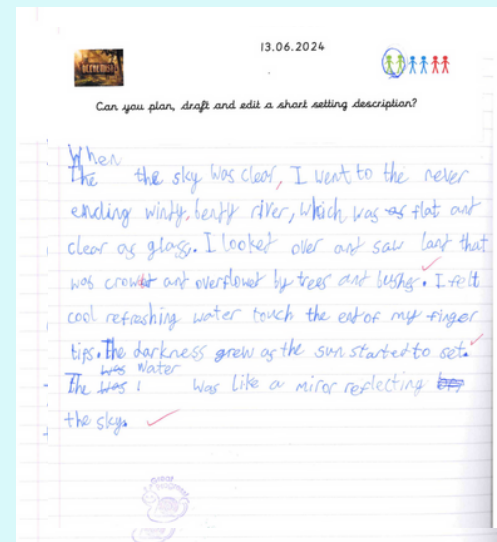 13.06.2024
Can you plan, draft and edit a short setting description?
When
The the sky was clear, I went to the never
ending windy, bendy river, which was as flat and
clear as glass. I looked over and saw land that
was crowded and overflowed by trees and bushes. I felt
cool refreshing water touch the end of my finger
tips. The darkness grew as the sun started to set.
was Water
The was was like a miror reflecting
the sky.